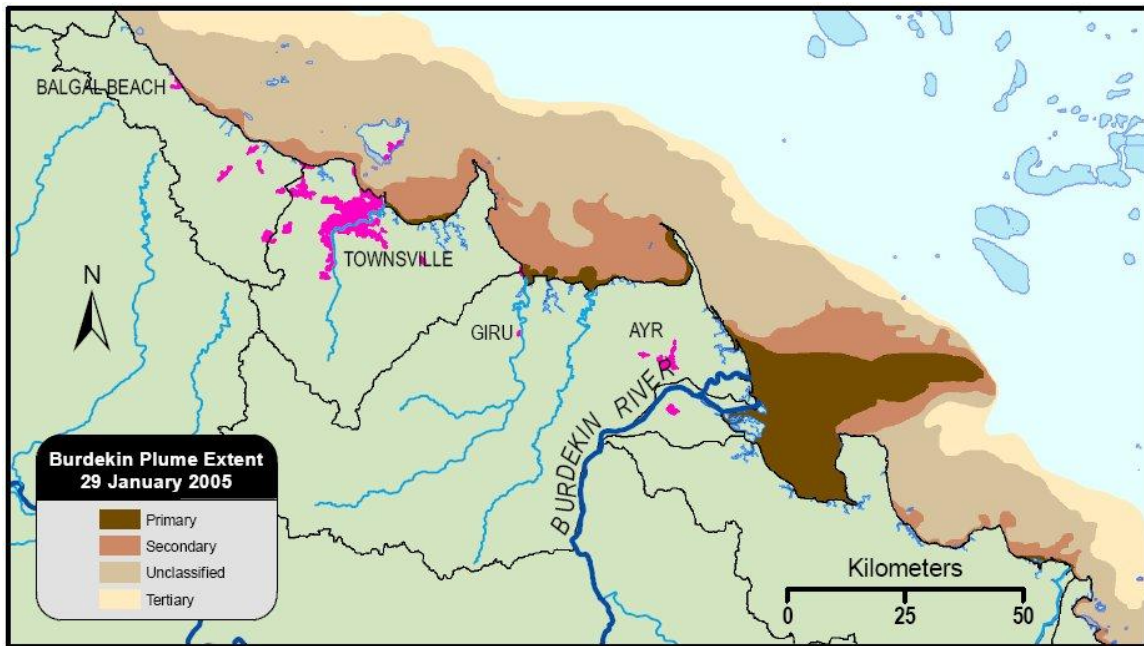 BALGAL BEACH
TOWNSVILLE
N
GIRU
AYR
BURDEKIN RIVER
Burdekin Plume Extent
29 January 2005
Primary
Secondary
Unclassified
Tertiary
Kilometers
0 25 50